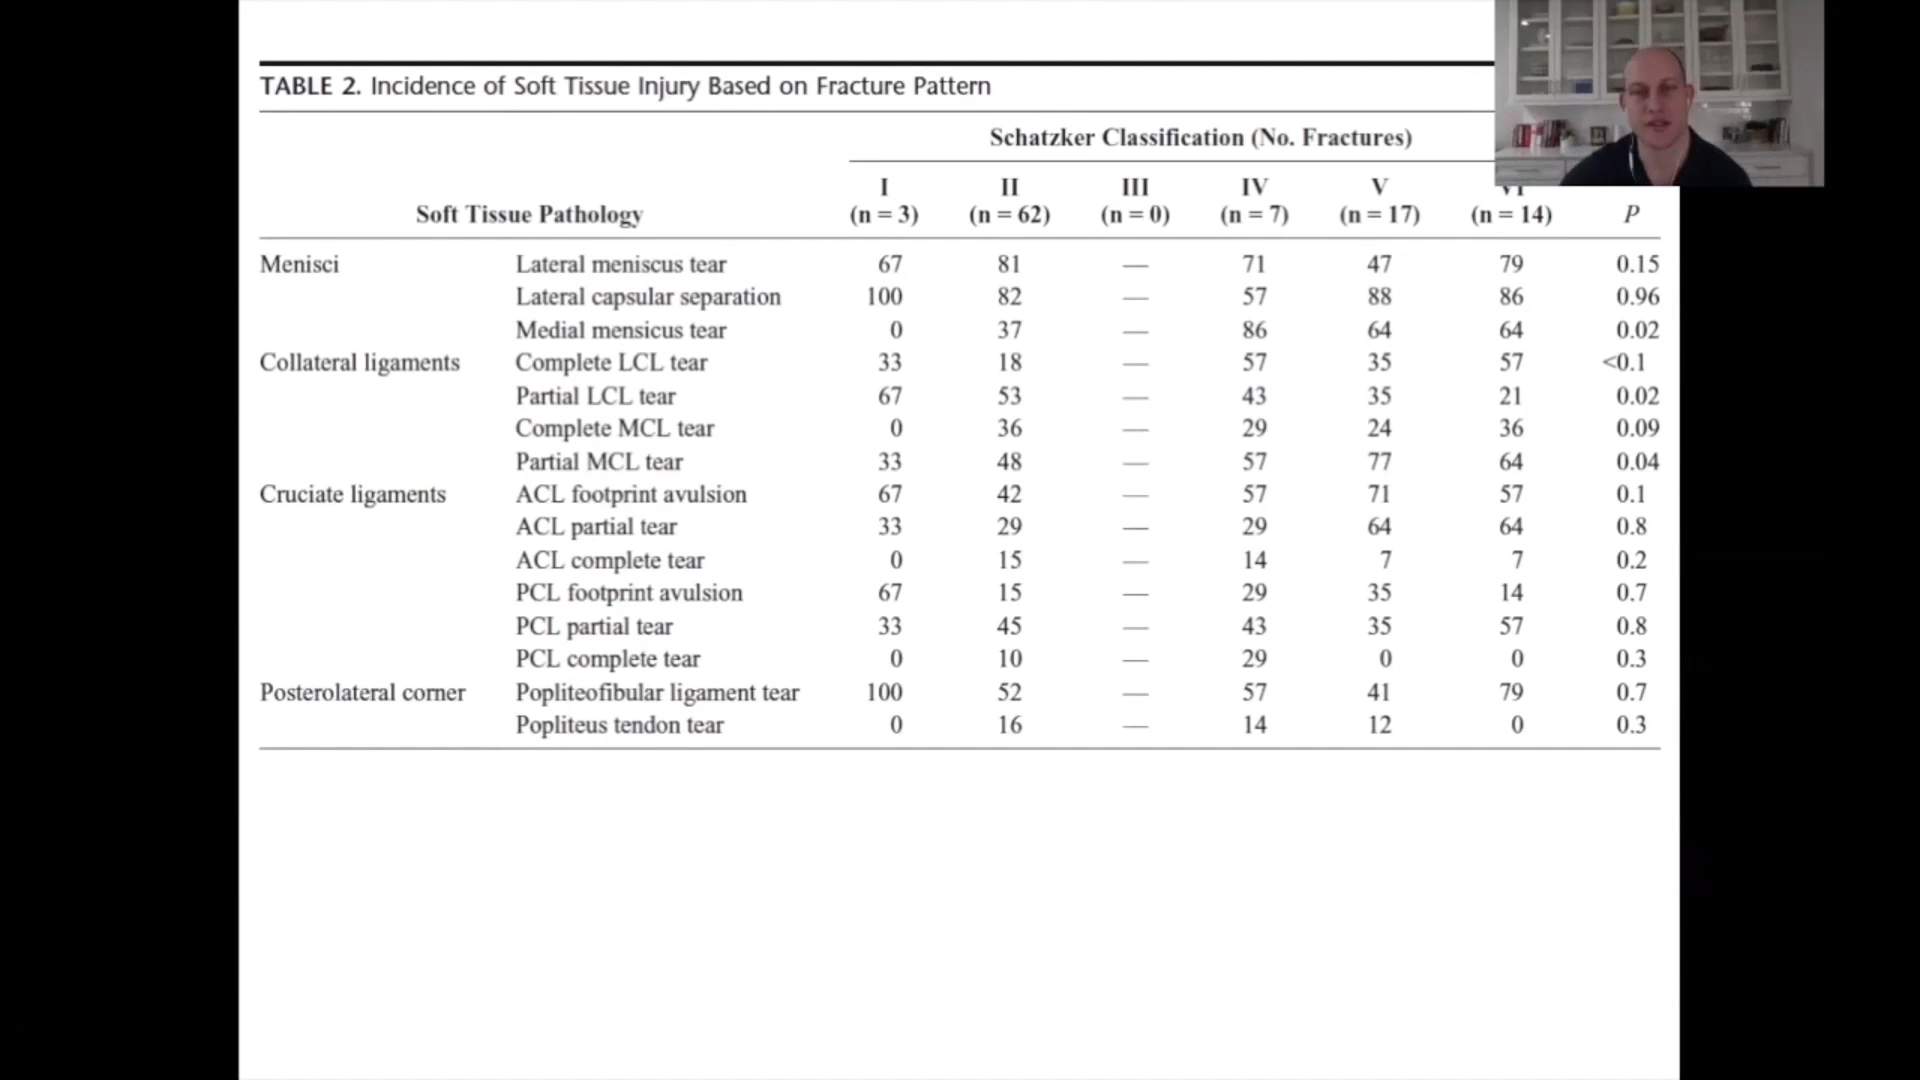 TABLE 2. Incidence of Soft Tissue Injury Based on Fracture Pattern
Schatzker Classification (No. Fractures)
I II III IV V VI
Soft Tissue Pathology (n = 3) (n = 62) (n = 0) (n = 7) (n = 17) (n = 14) P
Menisci Lateral meniscus tear 67 81 — 71 47 79 0.15
Lateral capsular separation 100 82 — 57 88 86 0.96
Medial mensicus tear 0 37 — 86 64 64 0.02
Collateral ligaments Complete LCL tear 33 18 — 57 35 57 <0.1
Partial LCL tear 67 53 — 43 35 21 0.02
Complete MCL tear 0 36 — 29 24 36 0.09
Partial MCL tear 33 48 — 57 77 64 0.04
Cruciate ligaments ACL footprint avulsion 67 42 — 57 71 57 0.1
ACL partial tear 33 29 — 29 64 64 0.8
ACL complete tear 0 15 — 14 7 7 0.2
PCL footprint avulsion 67 15 — 29 35 14 0.7
PCL partial tear 33 45 — 43 35 57 0.8
PCL complete tear 0 10 — 29 0 0 0.3
Posterolateral corner Popliteofibular ligament tear 100 52 — 57 41 79 0.7
Popliteus tendon tear 0 16 — 14 12 0 0.3